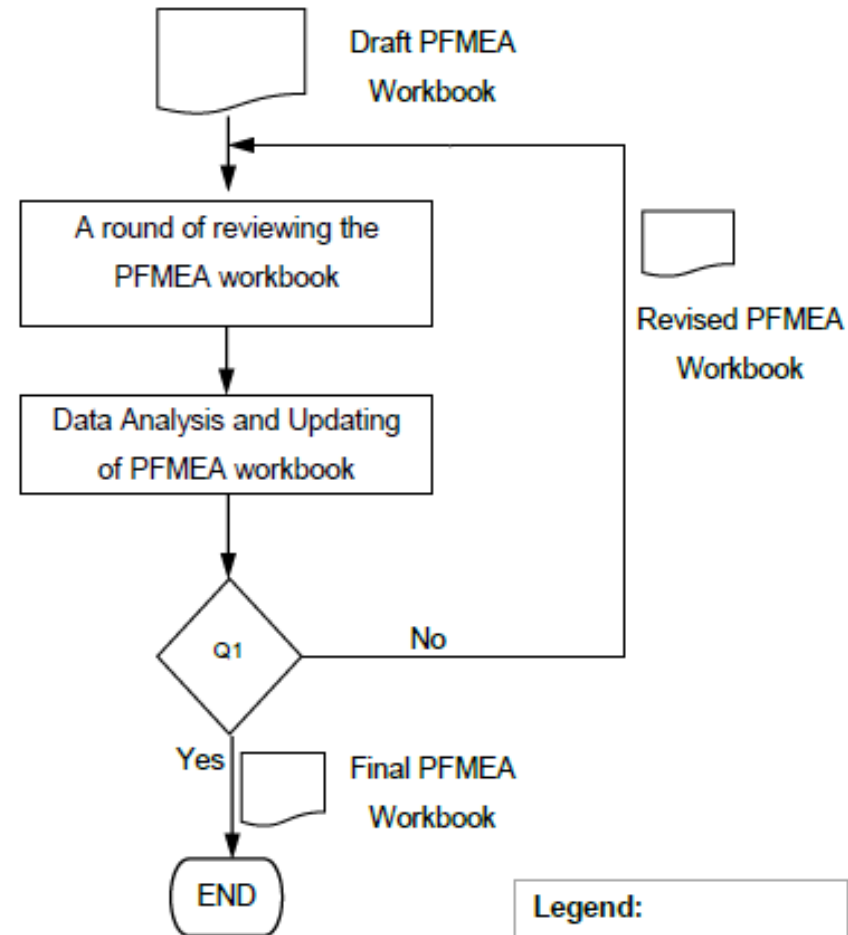 Draft PFMEA
Workbook
A round of reviewing the
PFMEA workbook
Revised PFMEA
Workbook
Data Analysis and Updating
of PFMEA workbook
Q1
No
Yes
Final PFMEA
Workbook
END
Legend: